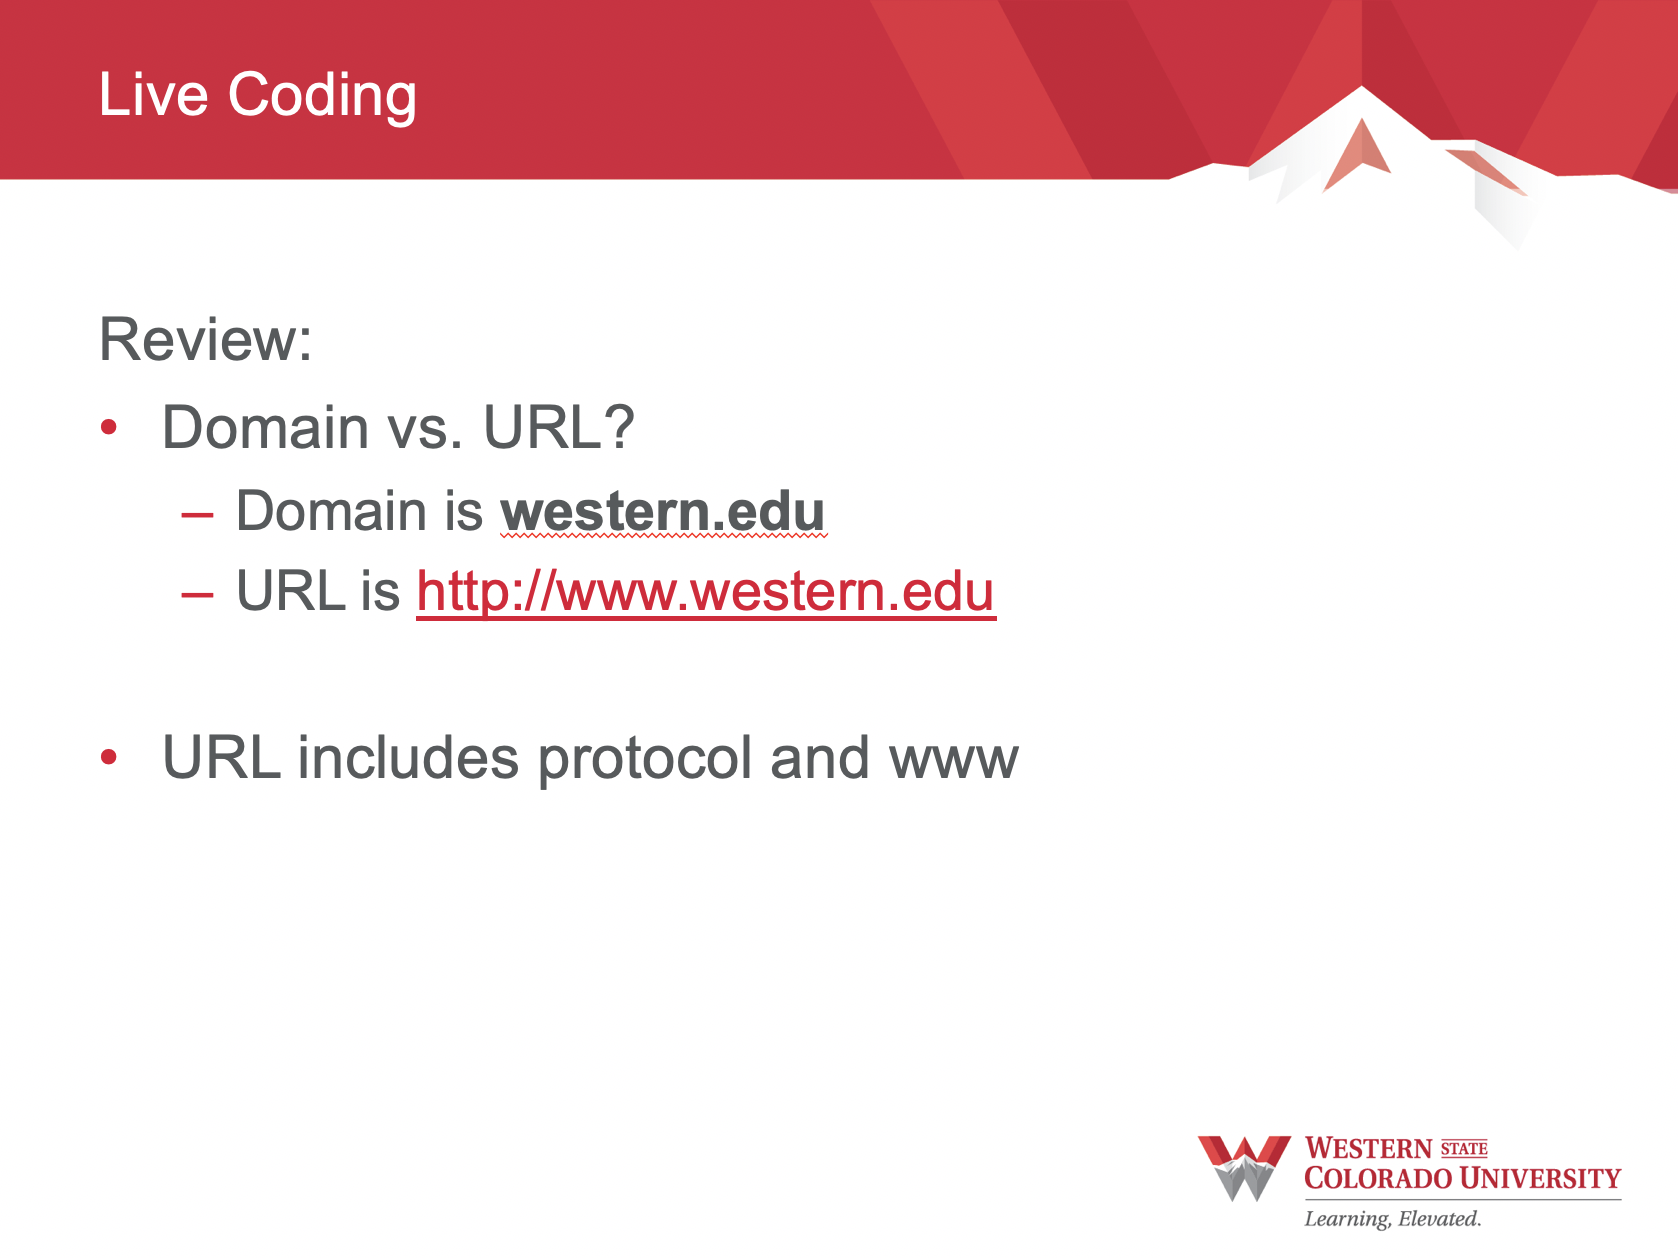 Live Coding
Review:
• Domain vs. URL?
– Domain is western.edu
– URL is http://www.western.edu
• URL includes protocol and www
WESTERN STATE
COLORADO UNIVERSITY
Learning, Elevated.